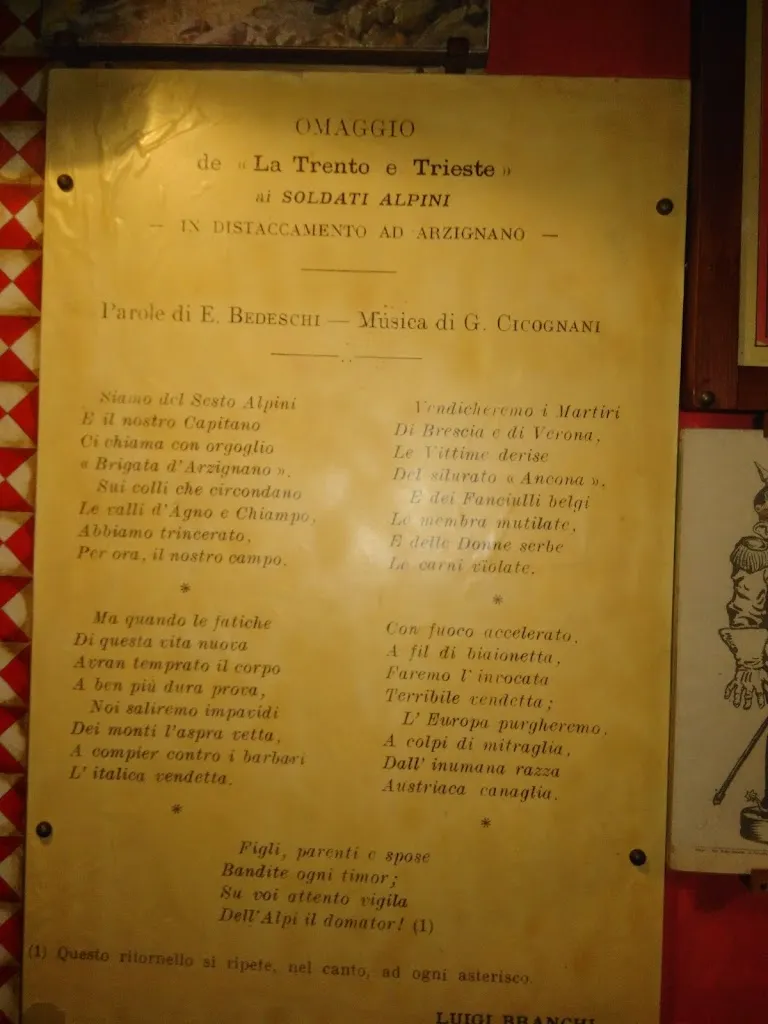 OMAGGIO
de « La Trento e Trieste »
ai SOLDATI ALPINI
— IN DISTACCAMENTO AD ARZIGNANO —
Parole di E. BEDESCHI — Musica di G. CICOGNANI
Siamo del Sesto Alpini
E il nostro Capitano
Ci chiama con orgoglio
« Brigata d'Arzignano ».
Sui colli che circondano
Le valli d'Agno e Chiampo,
Abbiamo trincerato,
Per ora, il nostro campo.
*
Ma quando le fatiche
Di questa vita nuova
Avran temprato il corpo
A ben più dura prova,
Noi saliremo impavidi
Dei monti l'aspra vetta,
A compier contro i barbari
L' italica vendetta.
*
Vendicheremo i Martiri
Di Brescia e di Verona,
Le Vittime derise
Del silurato « Ancona »,
E dei Fanciulli belgi
Le membra mutilate,
E delle Donne serbe
Le carni violate.
*
Con fuoco accelerato,
A fil di biaionetta,
Faremo l' invocata
Terribile vendetta;
L' Europa purgheremo,
A colpi di mitraglia,
Dall' inumana razza
Austriaca canaglia.
*
Figli, parenti e spose
Bandite ogni timor;
Su voi attento vigila
Dell'Alpi il domator! (1)
(1) Questo ritornello si ripete, nel canto, ad ogni asterisco.
LUIGI BRANCHI